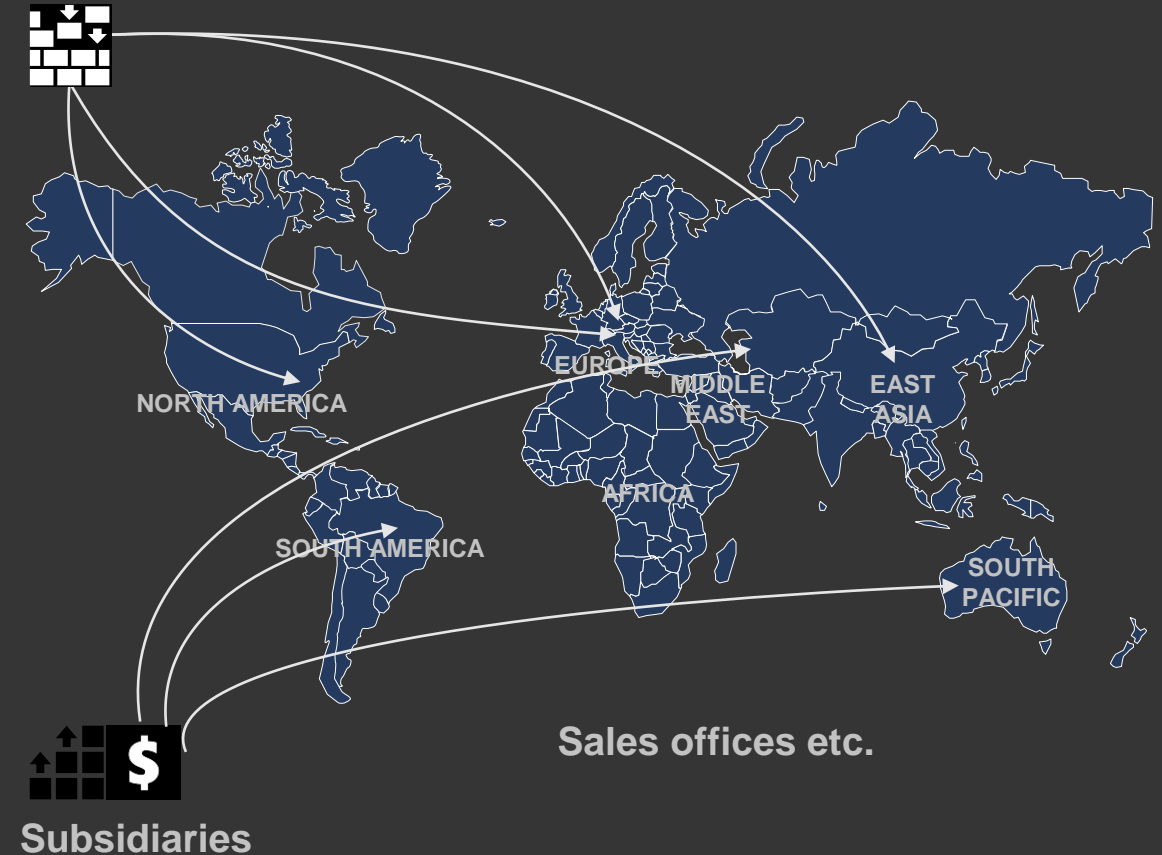 EUROPE
MIDDLE
EAST
EAST
ASIA
NORTH AMERICA
AFRICA
SOUTH AMERICA
SOUTH
PACIFIC
$
Sales offices etc.
Subsidiaries